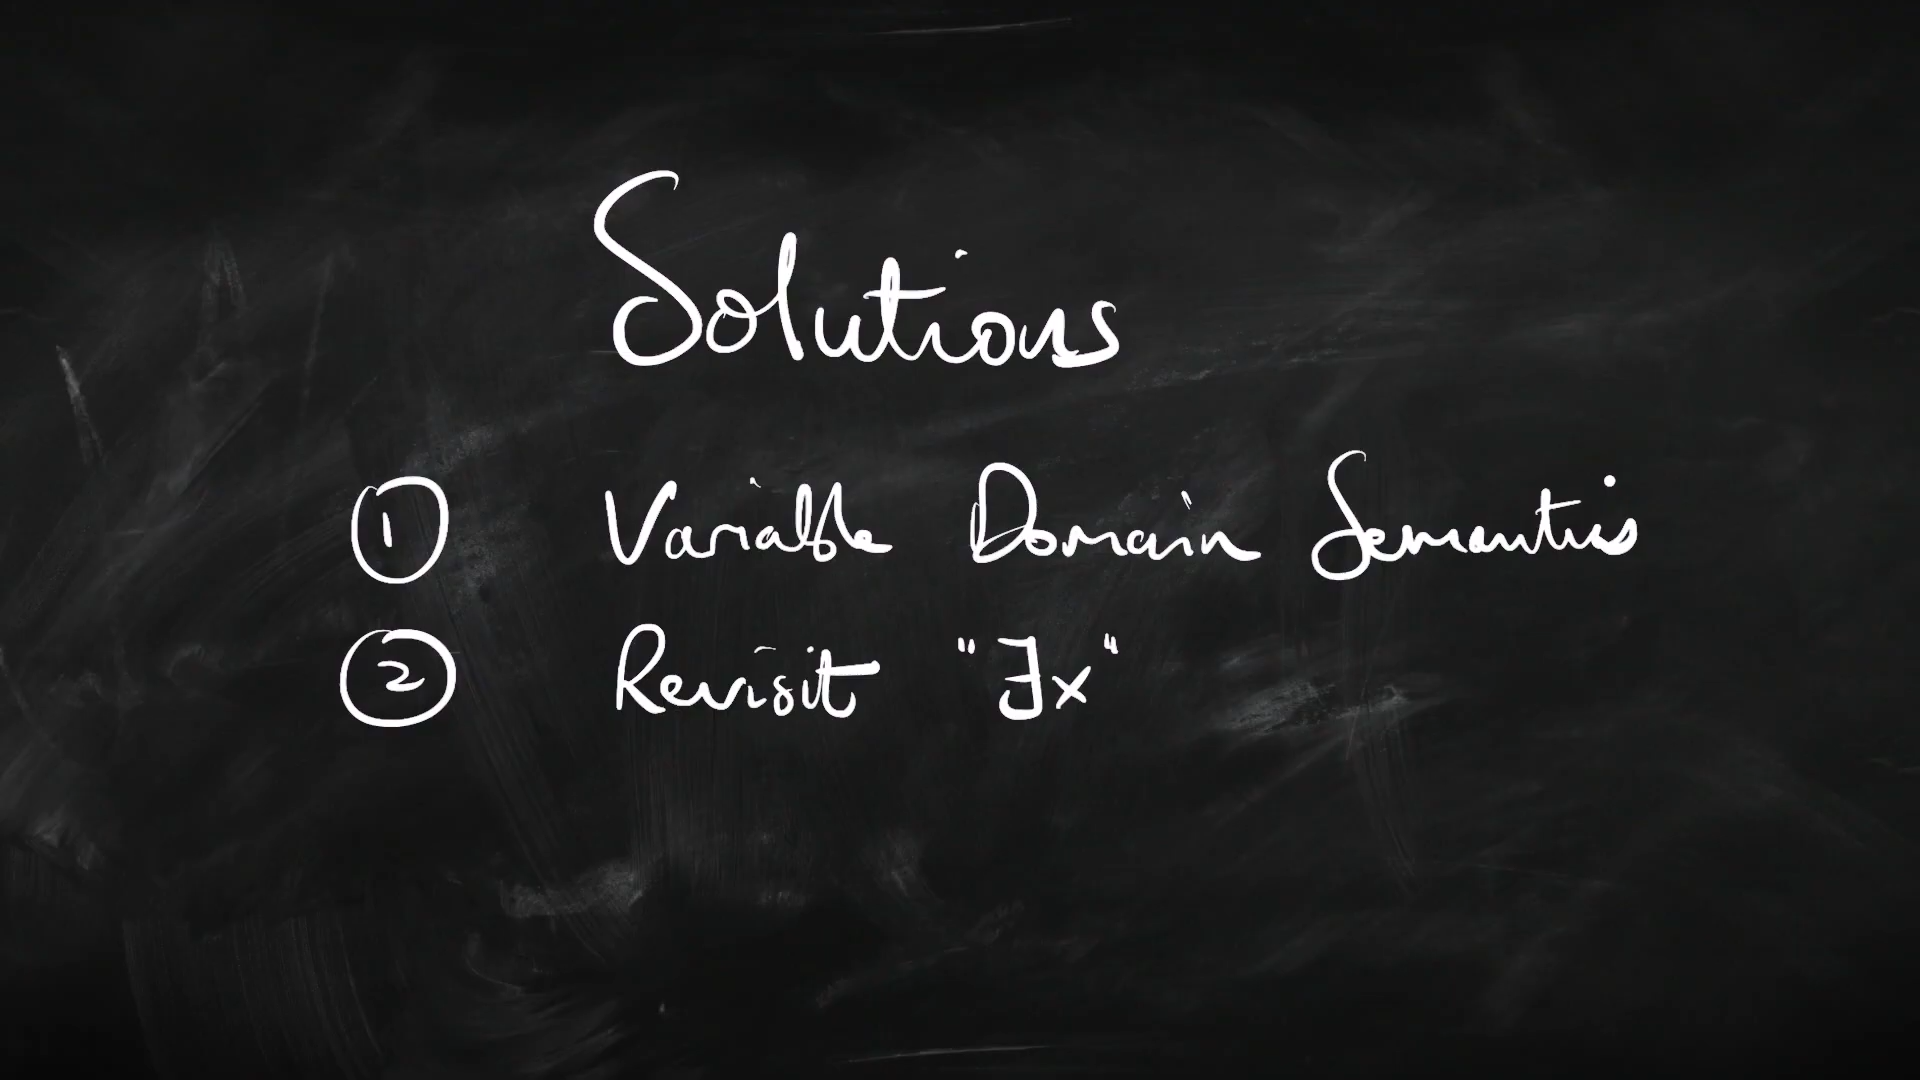 Solutions
① Variable Domain Semantics
② Revisit "∃x"